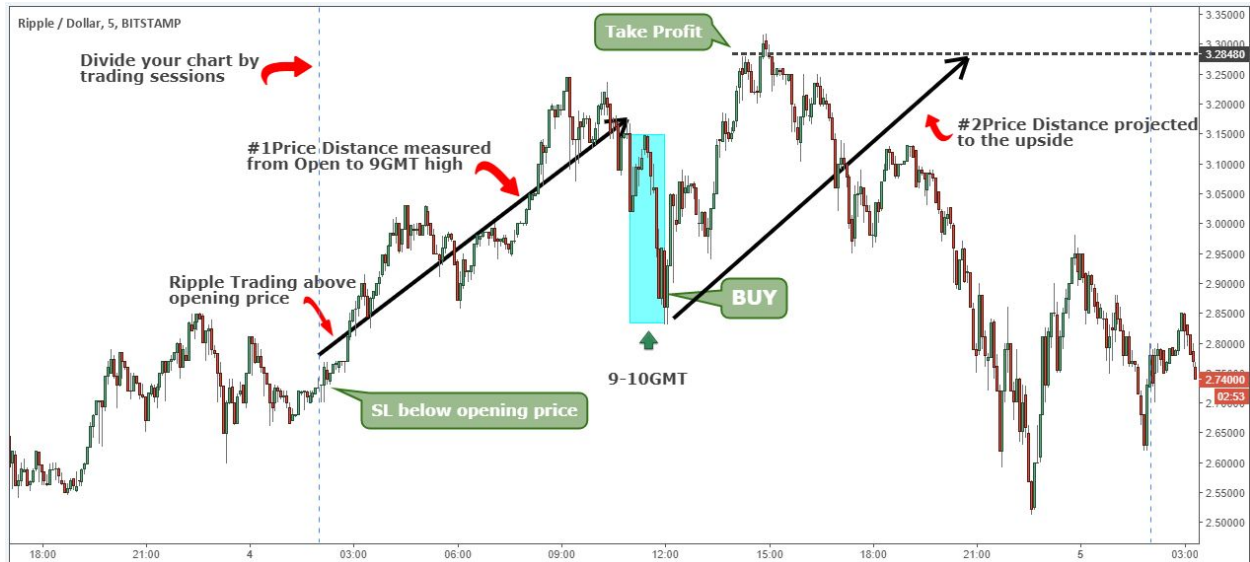 Ripple / Dollar, 5, BITSTAMP
Divide your chart by
trading sessions
Take Profit
#1Price Distance measured
from Open to 9GMT high
#2Price Distance projected
to the upside
Ripple Trading above
opening price
BUY
SL below opening price
9-10GMT
3.35000
3.30000
3.28480
3.25000
3.20000
3.15000
3.10000
3.05000
3.00000
2.95000
2.90000
2.85000
2.80000
2.74000
02:53
2.65000
2.60000
2.55000
2.50000
18:00
21:00
4
03:00
06:00
09:00
12:00
15:00
18:00
21:00
5
03:00